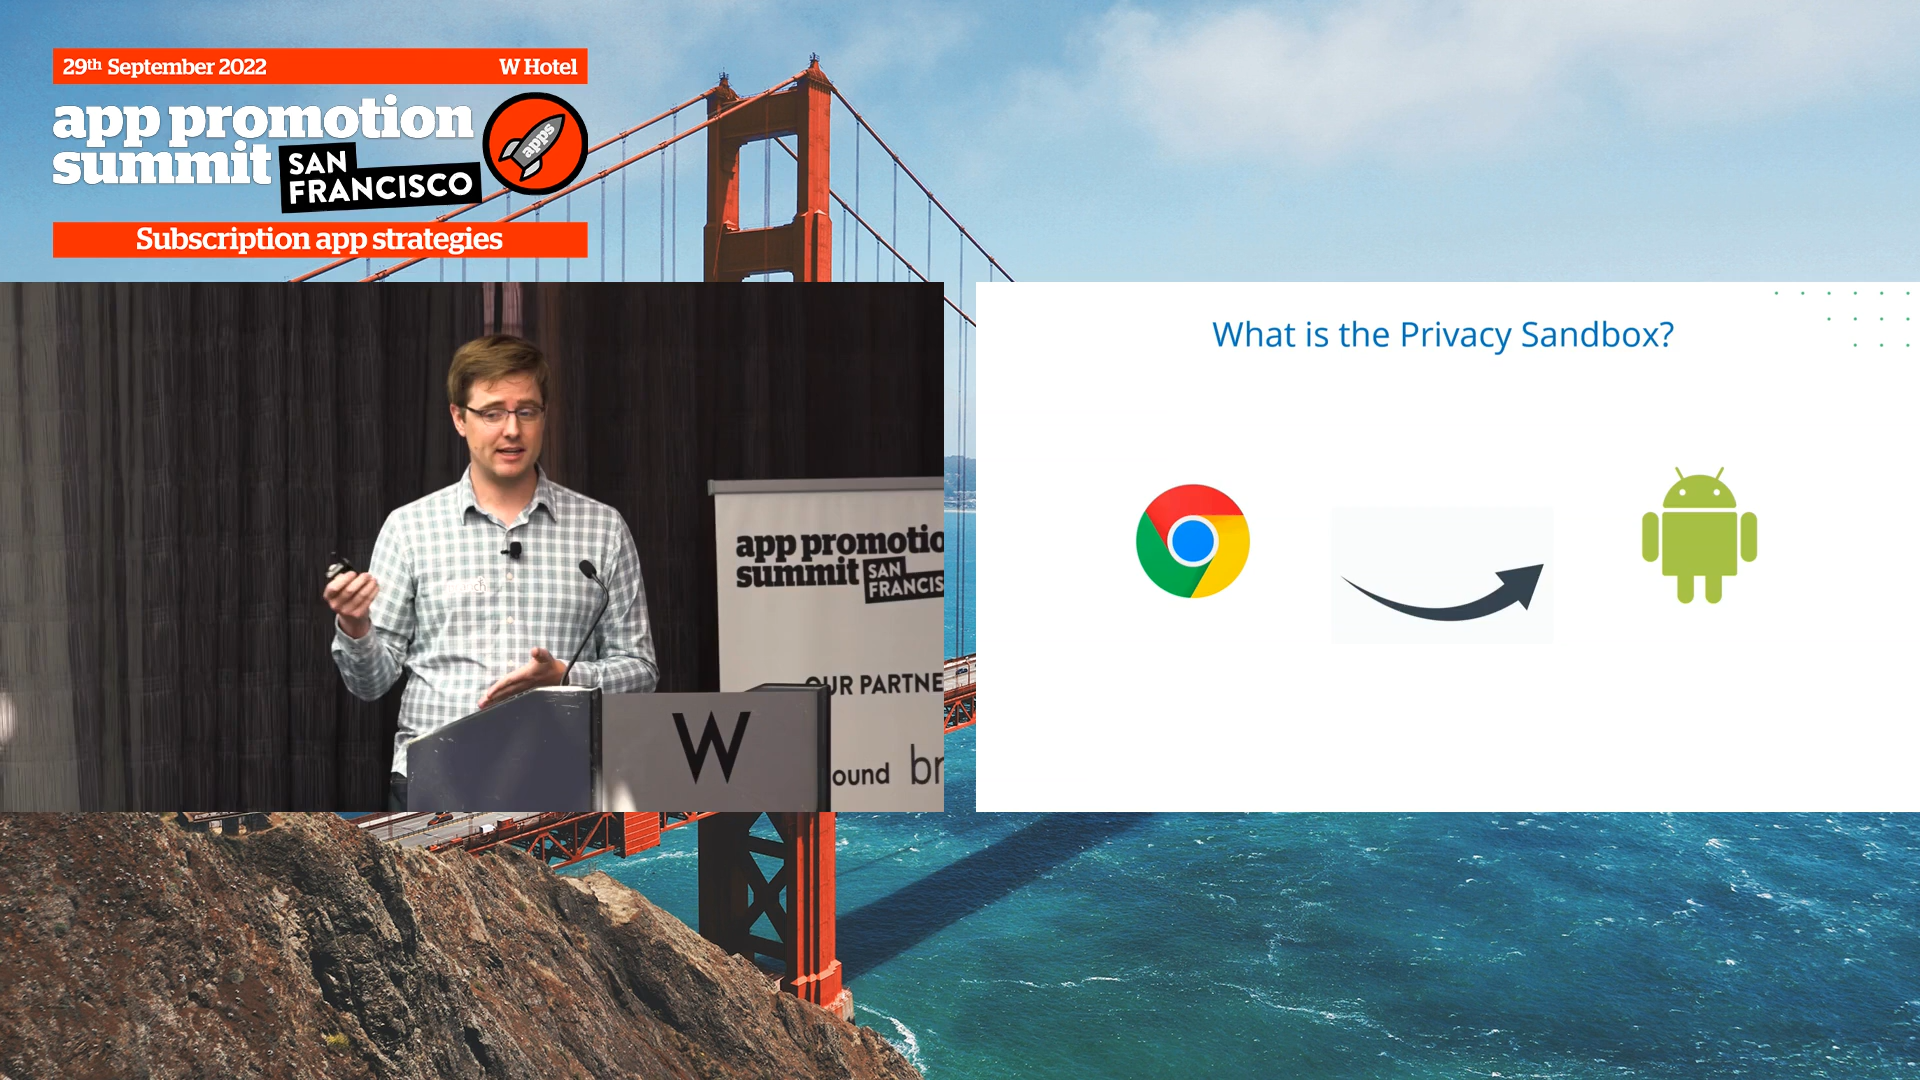 29th September 2022
W Hotel
app promotion
summit
SAN
FRANCISCO
apps
Subscription app strategies
What is the Privacy Sandbox?
app promotio
summit
SAN
FRANCIS
OUR PARTNE
W
ound
br